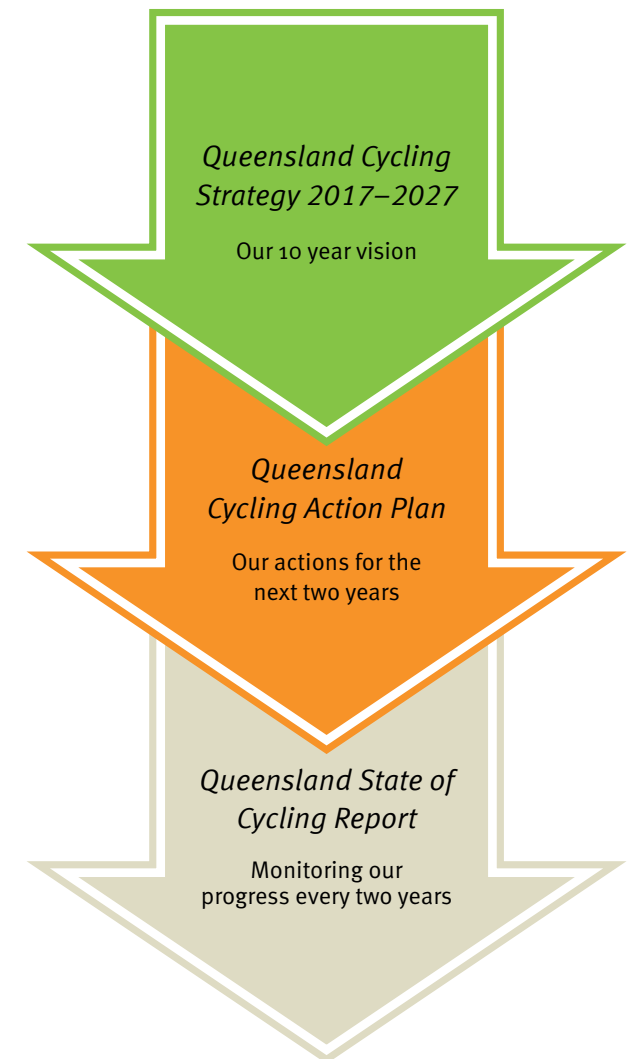 Queensland Cycling
Strategy 2017–2027
Our 10 year vision
Queensland
Cycling Action Plan
Our actions for the
next two years
Queensland State of
Cycling Report
Monitoring our
progress every two years